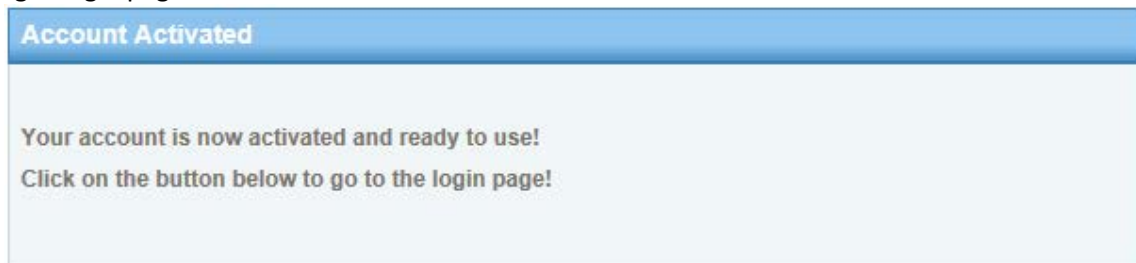 Account Activated
Your account is now activated and ready to use!
Click on the button below to go to the login page!